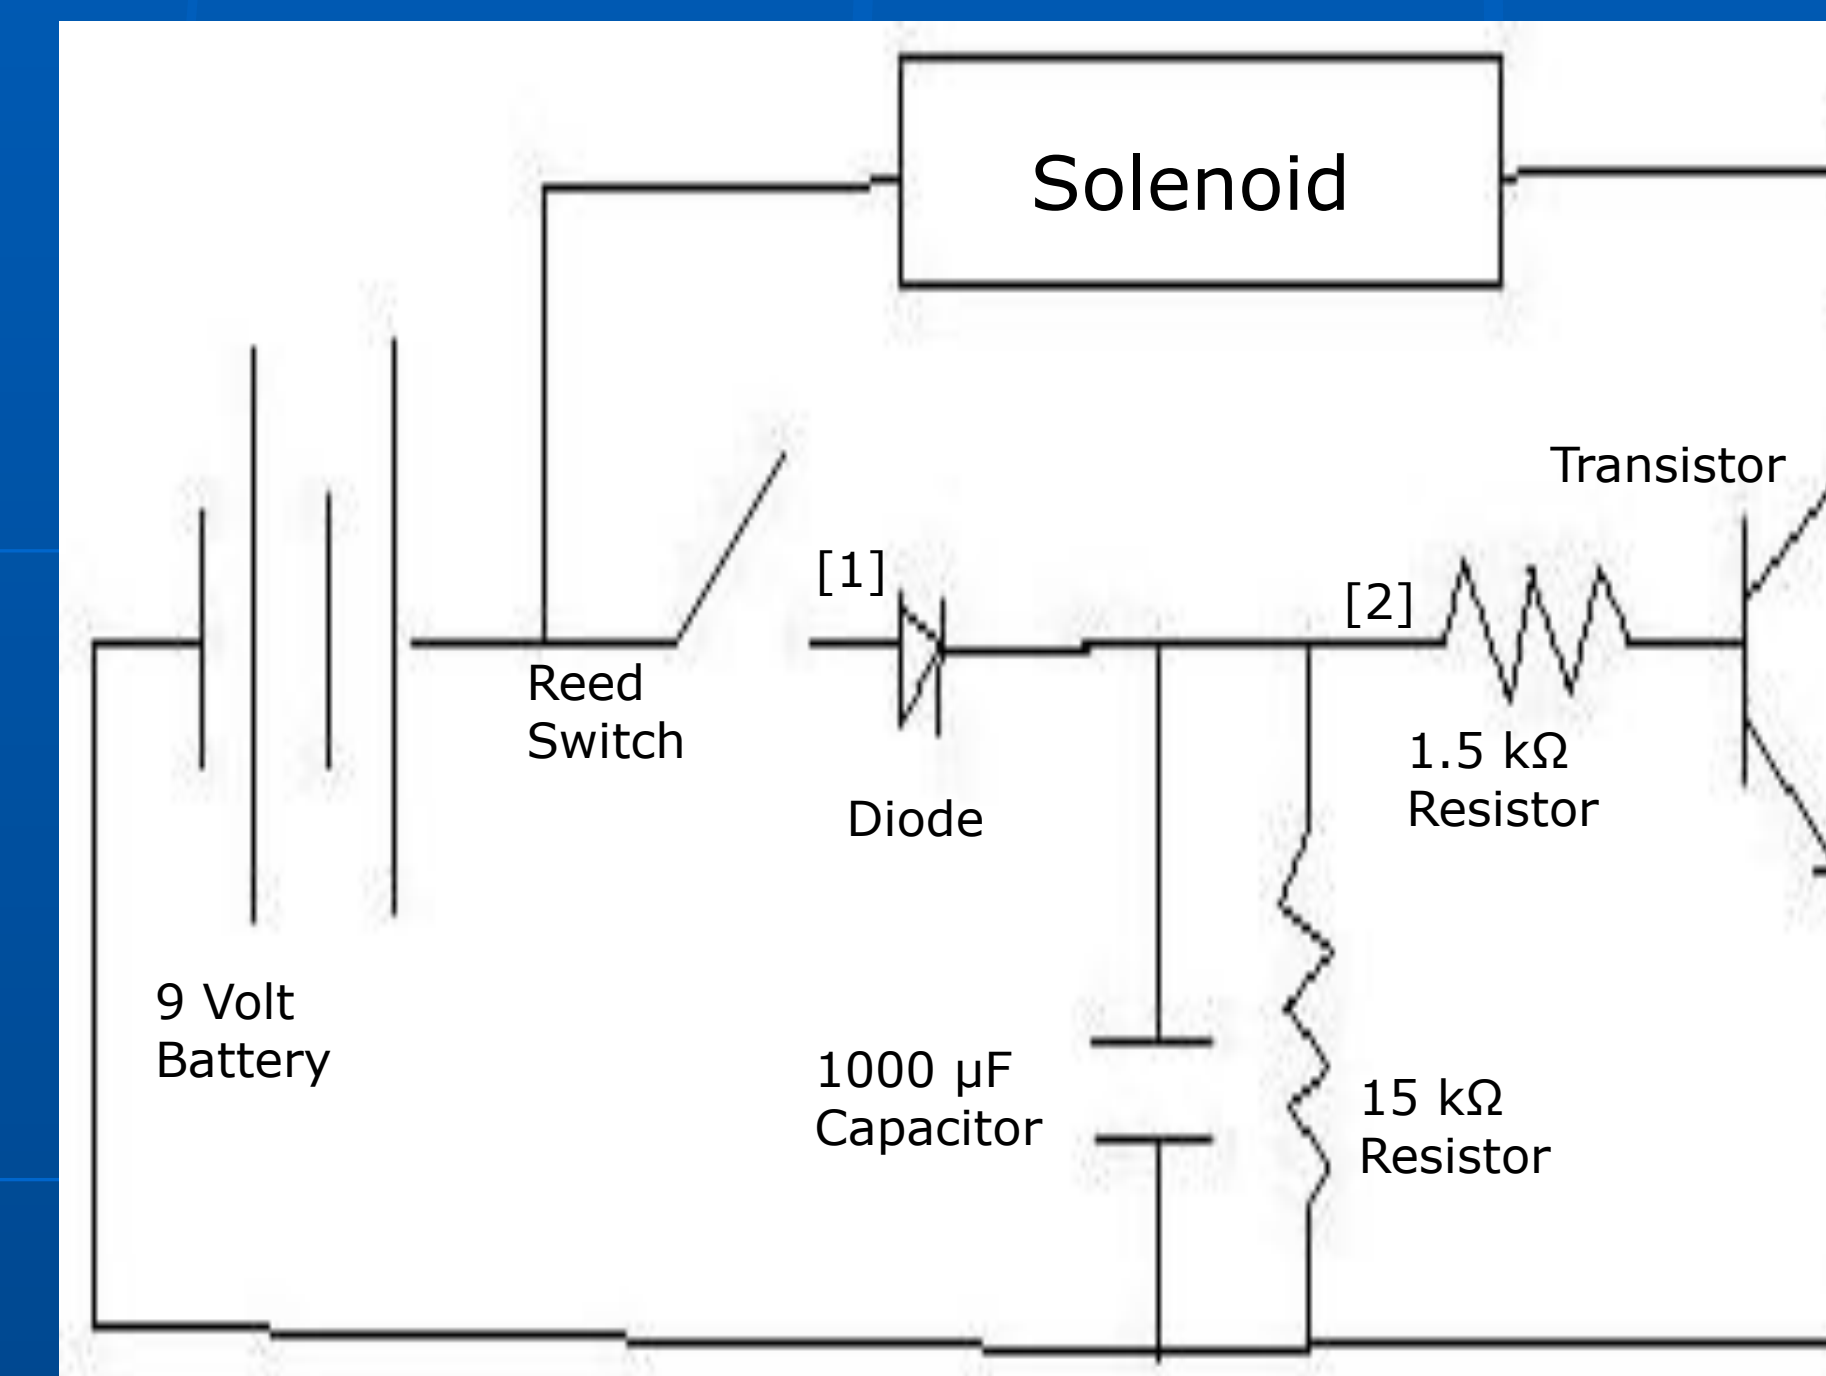 Solenoid
Transistor
[1]
[2]
Reed
Switch
1.5 kΩ
Resistor
Diode
9 Volt
Battery
1000 µF
Capacitor
15 kΩ
Resistor